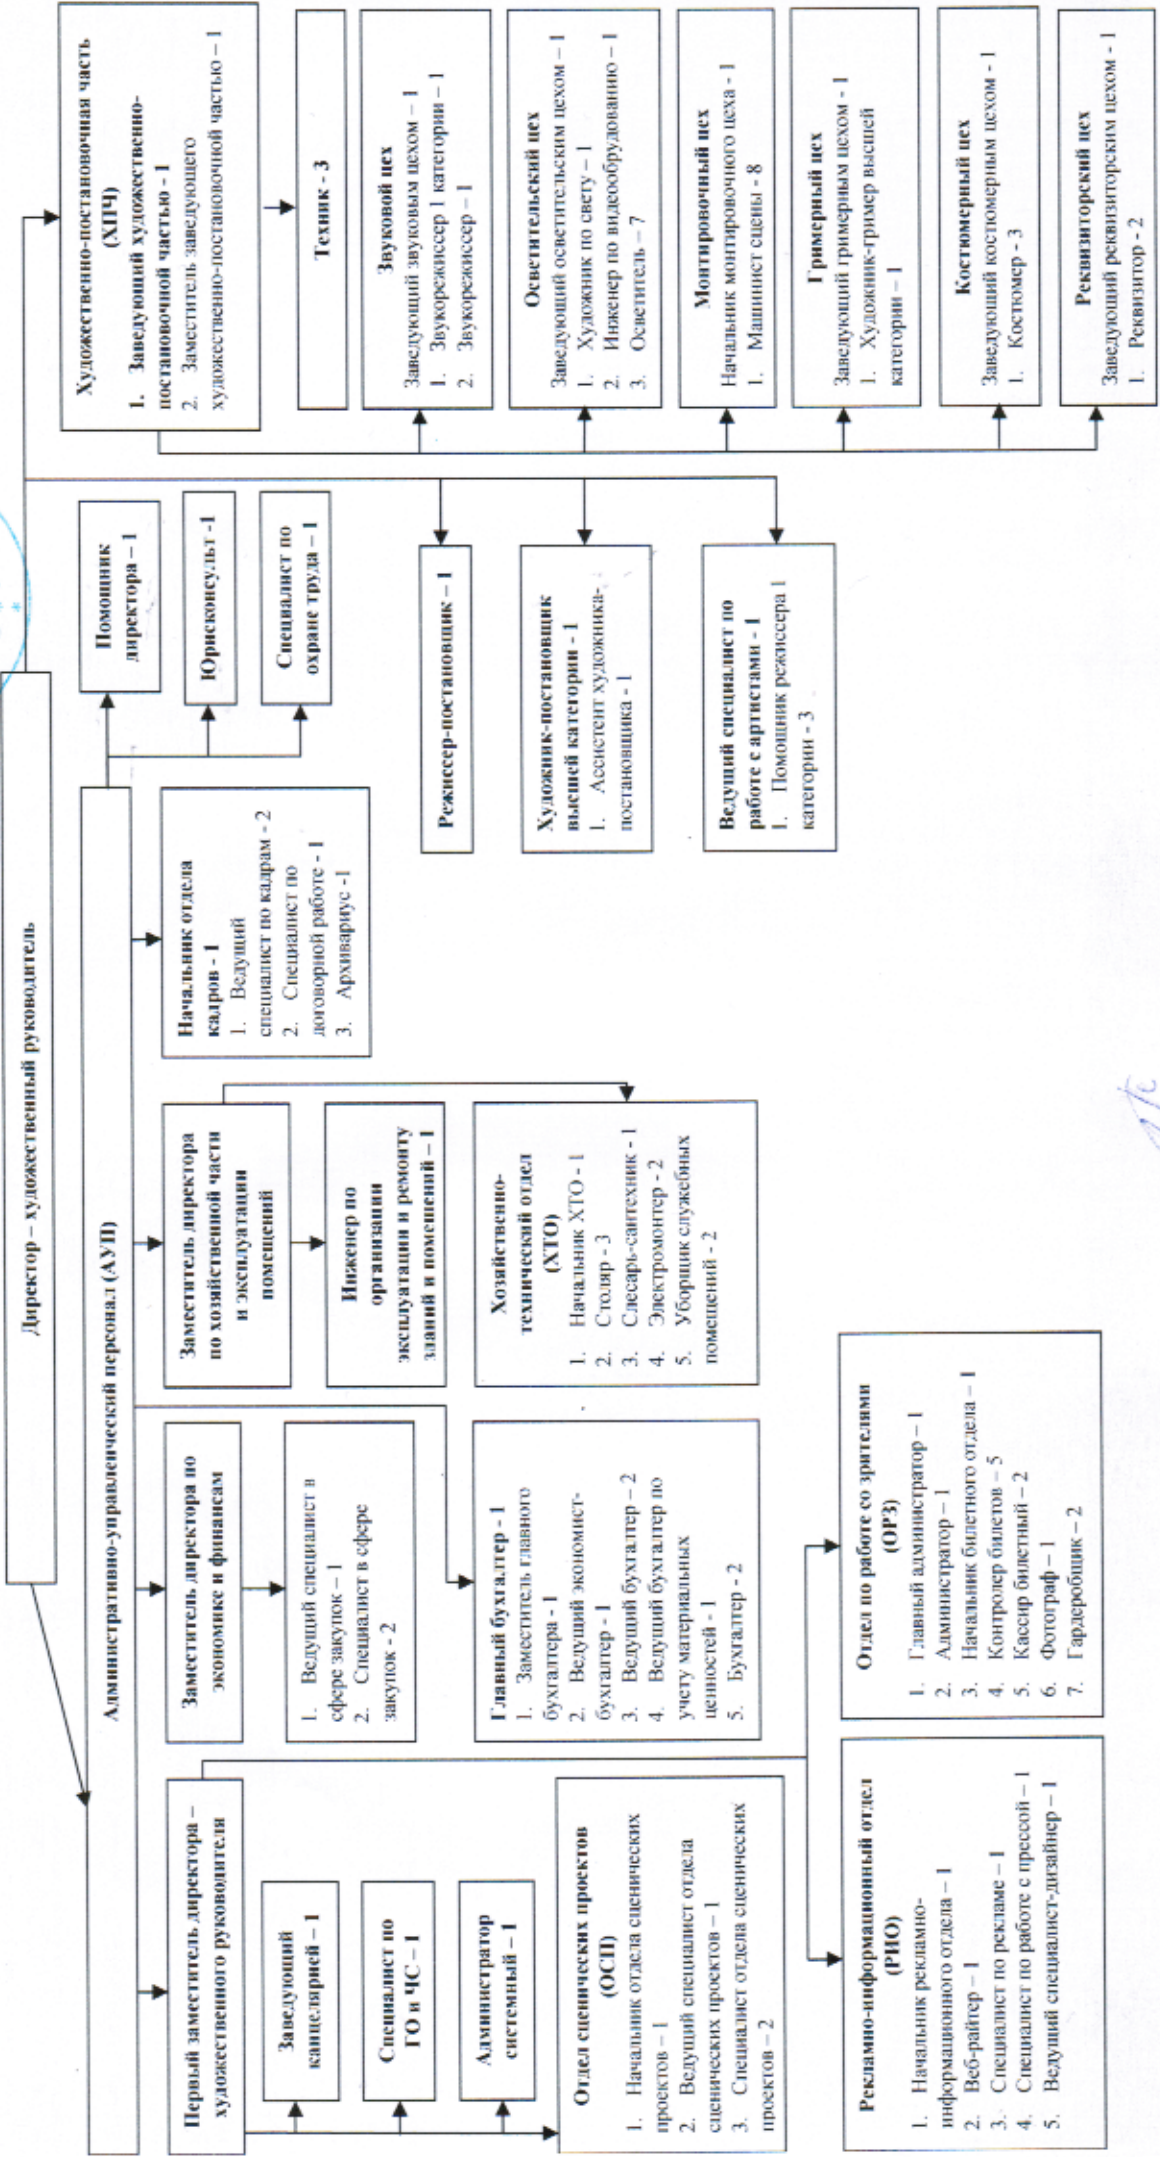 Директор – художественный руководитель
Административно-управленческий персонал (АУП)
Первый заместитель директора –
художественного руководителя
Заведующий
канцелярией – 1
Специалист по
ГО и ЧС – 1
Администратор
системный – 1
Отдел сценических проектов
(ОСП)
1. Начальник отдела сценических
проектов – 1
2. Ведущий специалист отдела
сценических проектов – 1
3. Специалист отдела сценических
проектов – 2
Рекламно-информационный отдел
(РИО)
1. Начальник рекламно-
информационного отдела – 1
2. Веб-райтер – 1
3. Специалист по рекламе – 1
4. Специалист по работе с прессой – 1
5. Ведущий специалист-дизайнер – 1
Отдел по работе со зрителями
(ОРЗ)
1. Главный администратор – 1
2. Администратор – 1
3. Начальник билетного отдела – 1
4. Контролер билетов – 5
5. Кассир билетный – 2
6. Фотограф – 1
7. Гардеробщик – 2
Заместитель директора по
экономике и финансам
1. Ведущий специалист в
сфере закупок – 1
2. Специалист в сфере
закупок - 2
Главный бухгалтер - 1
1. Заместитель главного
бухгалтера - 1
2. Ведущий экономист-
бухгалтер - 1
3. Ведущий бухгалтер – 2
4. Ведущий бухгалтер по
учету материальных
ценностей - 1
5. Бухгалтер - 2
Заместитель директора
по хозяйственной части
и эксплуатации
помещений
Инженер по
организации
эксплуатации и ремонту
зданий и помещений – 1
Хозяйственно-
технический отдел
(ХТО)
1. Начальник ХТО - 1
2. Столяр - 3
3. Слесарь-сантехник - 1
4. Электромонтер - 2
5. Уборщик служебных
помещений - 2
Начальник отдела
кадров - 1
1. Ведущий
специалист по кадрам - 2
2. Специалист по
договорной работе - 1
3. Архивариус -1
Помощник
директора – 1
Юрисконсульт -1
Специалист по
охране труда – 1
Режиссер-постановщик – 1
Художник-постановщик
высшей категории - 1
1. Ассистент художника-
постановщика - 1
Ведущий специалист по
работе с артистами - 1
1. Помощник режиссера 1
категории - 3
Художественно-постановочная часть
(ХПЧ)
1. Заведующий художественно-
постановочной частью - 1
2. Заместитель заведующего
художественно-постановочной частью – 1
Техник - 3
Звуковой цех
Заведующий звуковым цехом – 1
1. Звукорежиссер 1 категории – 1
2. Звукорежиссер – 1
Осветительский цех
Заведующий осветительским цехом – 1
1. Художник по свету – 1
2. Инженер по видеообрудованию – 1
3. Осветитель – 7
Монтировочный цех
Начальник монтировочного цеха - 1
1. Машинист сцены - 8
Гримерный цех
Заведующий гримерным цехом - 1
1. Художник-гример высшей
категории – 1
Костюмерный цех
Заведующий костюмерным цехом - 1
1. Костюмер - 3
Реквизиторский цех
Заведующий реквизиторским цехом - 1
1. Реквизитор - 2